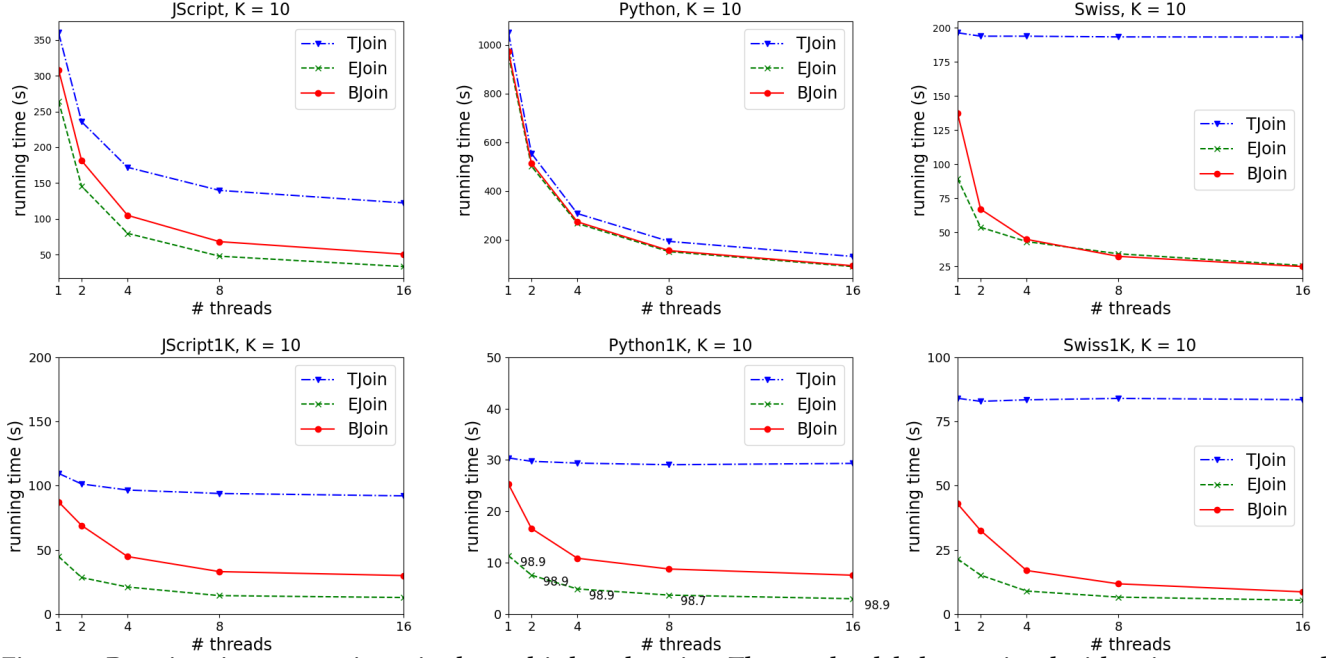 JScript, K = 10
running time (s)
350
300
250
200
150
100
50
1 2 4 8 16
# threads
TJoin
EJoin
BJoin
Python, K = 10
running time (s)
1000
800
600
400
200
1 2 4 8 16
# threads
TJoin
EJoin
BJoin
Swiss, K = 10
running time (s)
200
175
150
125
100
75
50
25
1 2 4 8 16
# threads
TJoin
EJoin
BJoin
JScript1K, K = 10
running time (s)
200
150
100
50
0
1 2 4 8 16
# threads
TJoin
EJoin
BJoin
Python1K, K = 10
running time (s)
50
40
30
20
10
0
98.9
98.9
98.9
98.7
98.9
1 2 4 8 16
# threads
TJoin
EJoin
BJoin
Swiss1K, K = 10
running time (s)
100
75
50
25
0
1 2 4 8 16
# threads
TJoin
EJoin
BJoin